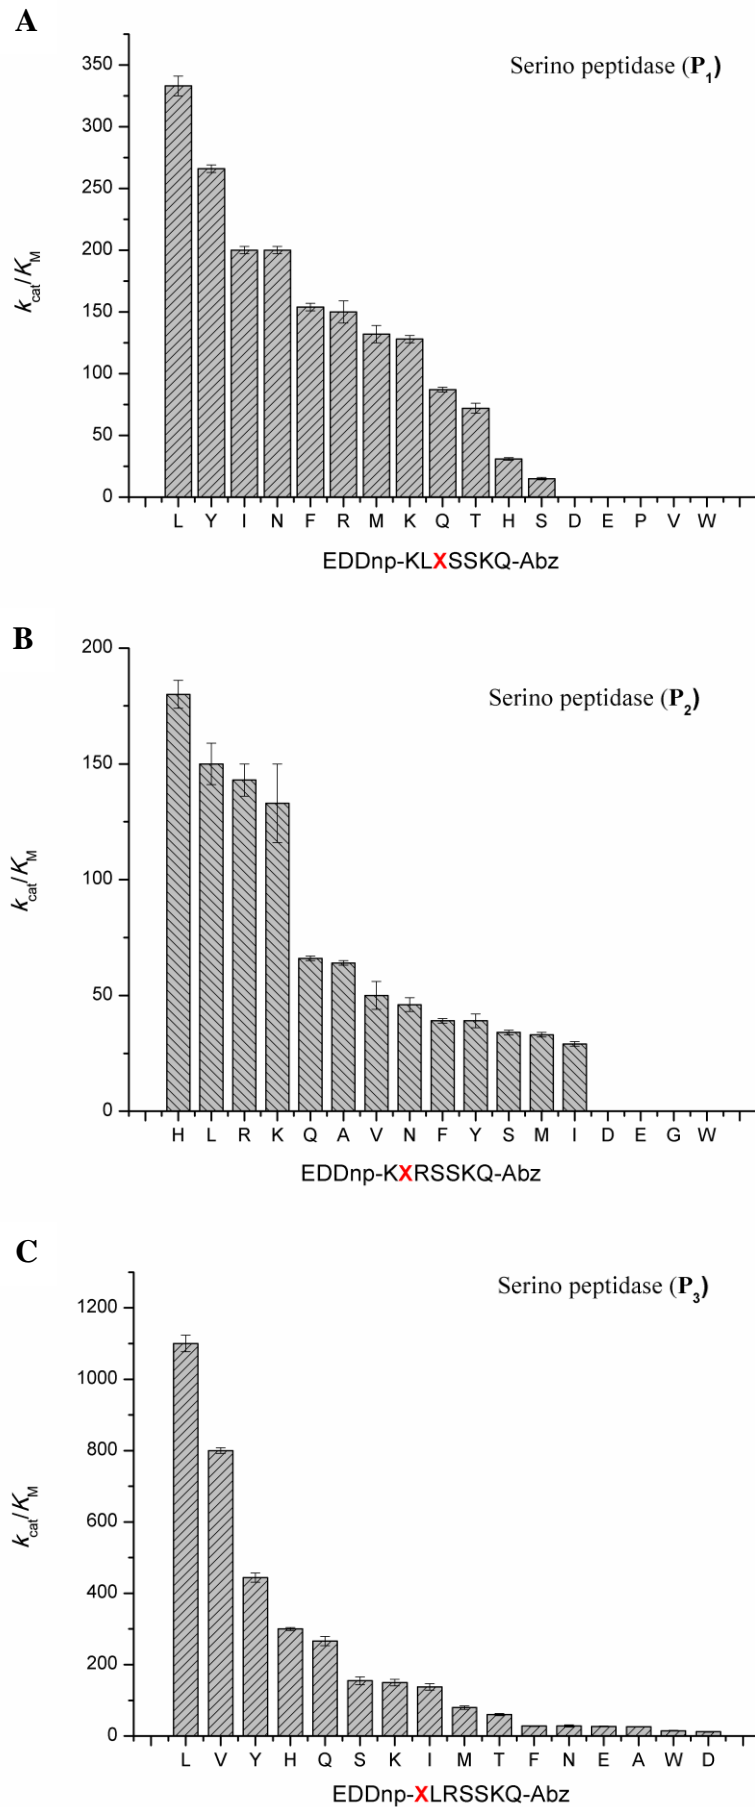 A
Serino peptidase (P1)
kcat/KM
350
300
250
200
150
100
50
0
L Y I N F R M K Q T H S D E P V W
EDDnp-KLXSSKQ-Abz
B
Serino peptidase (P2)
kcat/KM
200
150
100
50
0
H L R K Q A V N F Y S M I D E G W
EDDnp-KXRSSKQ-Abz
C
Serino peptidase (P3)
kcat/KM
1200
1000
800
600
400
200
0
L V Y H Q S K I M T F N E A W D
EDDnp-XLRSSKQ-Abz